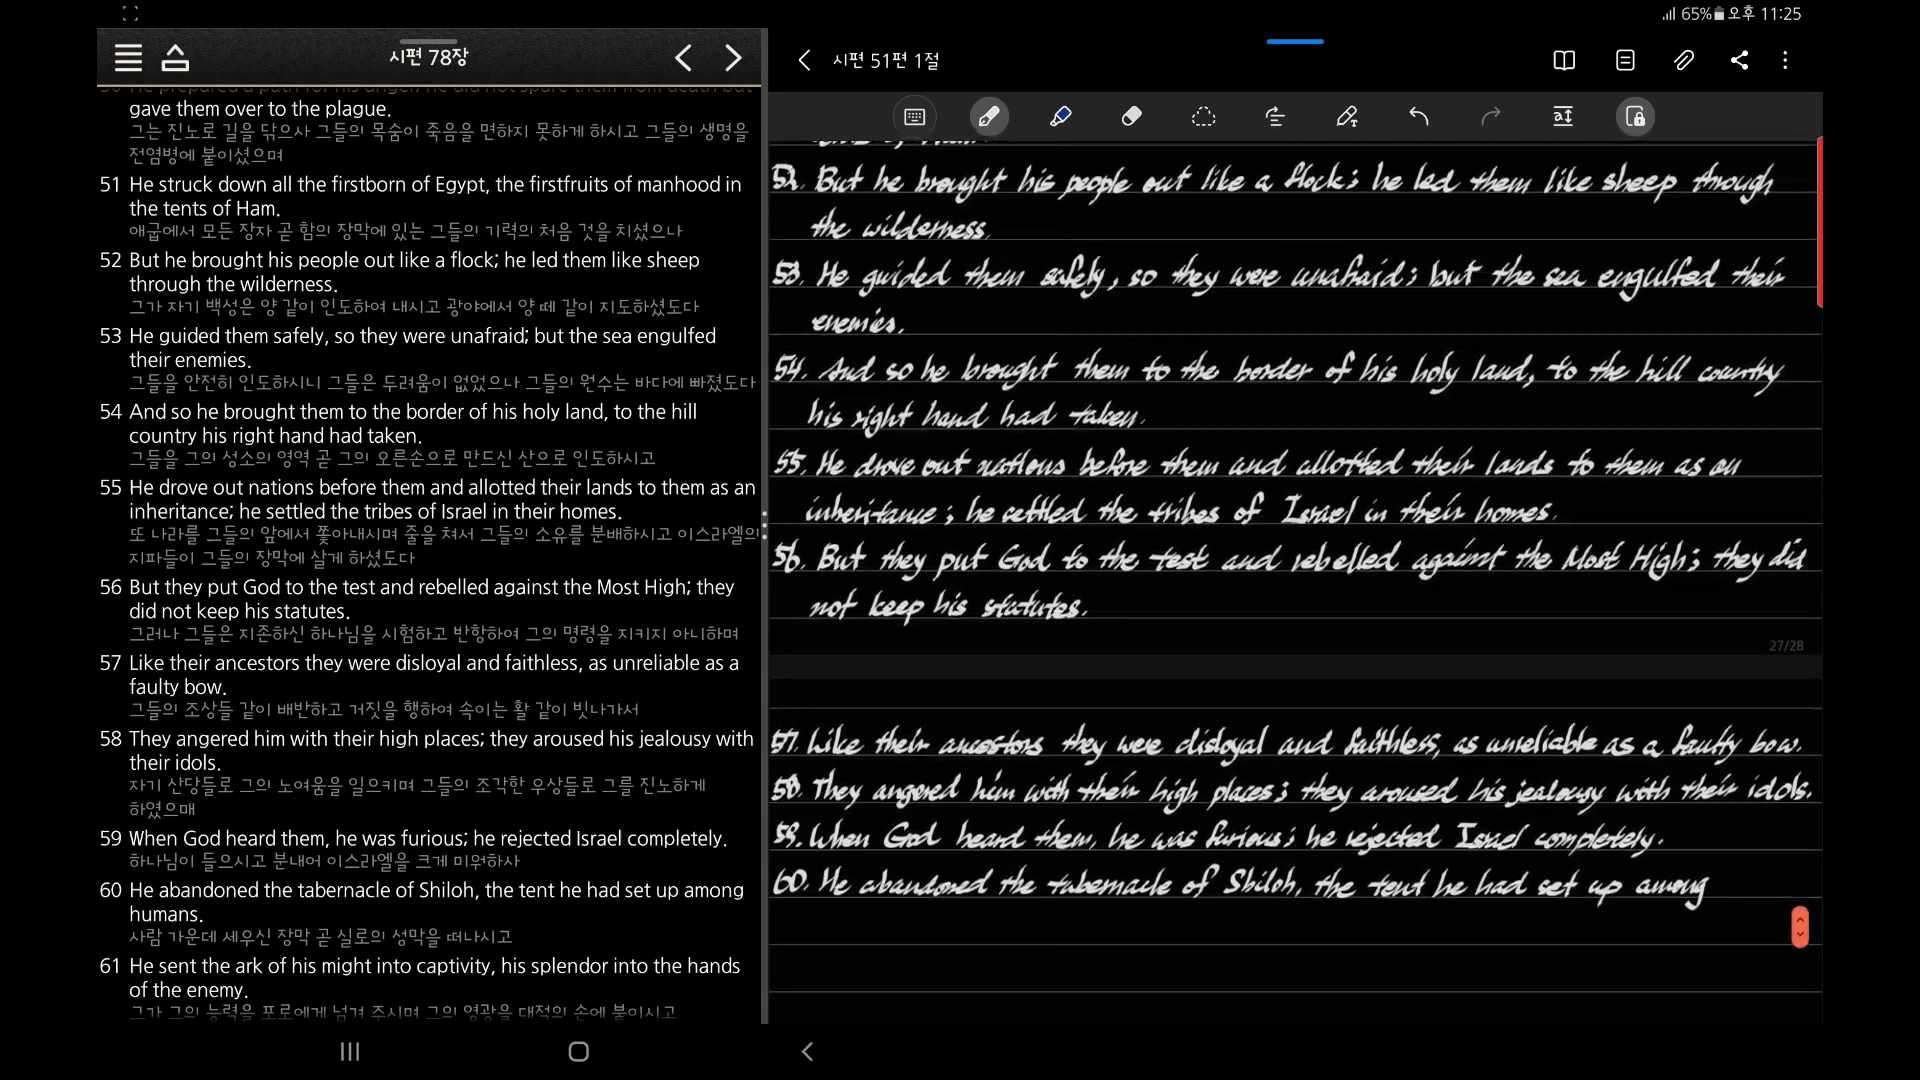 65% 오후 11:25
시편 78장
gave them over to the plague.
그는 진노로 길을 닦으사 그들의 목숨이 죽음을 면하지 못하게 하시고 그들의 생명을
전염병에 붙이셨으며
51 He struck down all the firstborn of Egypt, the firstfruits of manhood in
the tents of Ham.
애굽에서 모든 장자 곧 함의 장막에 있는 그들의 기력의 처음 것을 치셨으나
52 But he brought his people out like a flock; he led them like sheep
through the wilderness.
그가 자기 백성은 양 같이 인도하여 내시고 광야에서 양 떼 같이 지도하셨도다
53 He guided them safely, so they were unafraid; but the sea engulfed
their enemies.
그들을 안전히 인도하시니 그들은 두려움이 없었으나 그들의 원수는 바다에 빠졌도다
54 And so he brought them to the border of his holy land, to the hill
country his right hand had taken.
그들을 그의 성소의 영역 곧 그의 오른손으로 만드신 산으로 인도하시고
55 He drove out nations before them and allotted their lands to them as an
inheritance; he settled the tribes of Israel in their homes.
또 나라를 그들의 앞에서 쫓아내시며 줄을 쳐서 그들의 소유를 분배하시고 이스라엘의
지파들이 그들의 장막에 살게 하셨도다
56 But they put God to the test and rebelled against the Most High; they
did not keep his statutes.
그러나 그들은 지존하신 하나님을 시험하고 반항하여 그의 명령을 지키지 아니하며
57 Like their ancestors they were disloyal and faithless, as unreliable as a
faulty bow.
그들의 조상들 같이 배반하고 거짓을 행하여 속이는 활 같이 빗나가서
58 They angered him with their high places; they aroused his jealousy with
their idols.
자기 산당들로 그의 노여움을 일으키며 그들의 조각한 우상들로 그를 진노하게
하였으매
59 When God heard them, he was furious; he rejected Israel completely.
하나님이 들으시고 분내어 이스라엘을 크게 미워하사
60 He abandoned the tabernacle of Shiloh, the tent he had set up among
humans.
사람 가운데 세우신 장막 곧 실로의 성막을 떠나시고
61 He sent the ark of his might into captivity, his splendor into the hands
of the enemy.
그가 그의 능력을 포로에게 넘겨 주시며 그의 영광을 대적의 손에 붙이시고
시편 51편 1절
52. But he brought his people out like a flock; he led them like sheep through
the wilderness.
53. He guided them safely, so they were unafraid; but the sea engulfed their
enemies.
54. And so he brought them to the border of his holy land, to the hill country
his right hand had taken.
55. He drove out nations before them and allotted their lands to them as an
inheritance; he settled the tribes of Israel in their homes.
56. But they put God to the test and rebelled against the Most High; they did
not keep his statutes.
27/28
57. Like their ancestors they were disloyal and faithless, as unreliable as a faulty bow.
58. They angered him with their high places; they aroused his jealousy with their idols.
59. When God heard them, he was furious; he rejected Israel completely.
60. He abandoned the tabernacle of Shiloh, the tent he had set up among